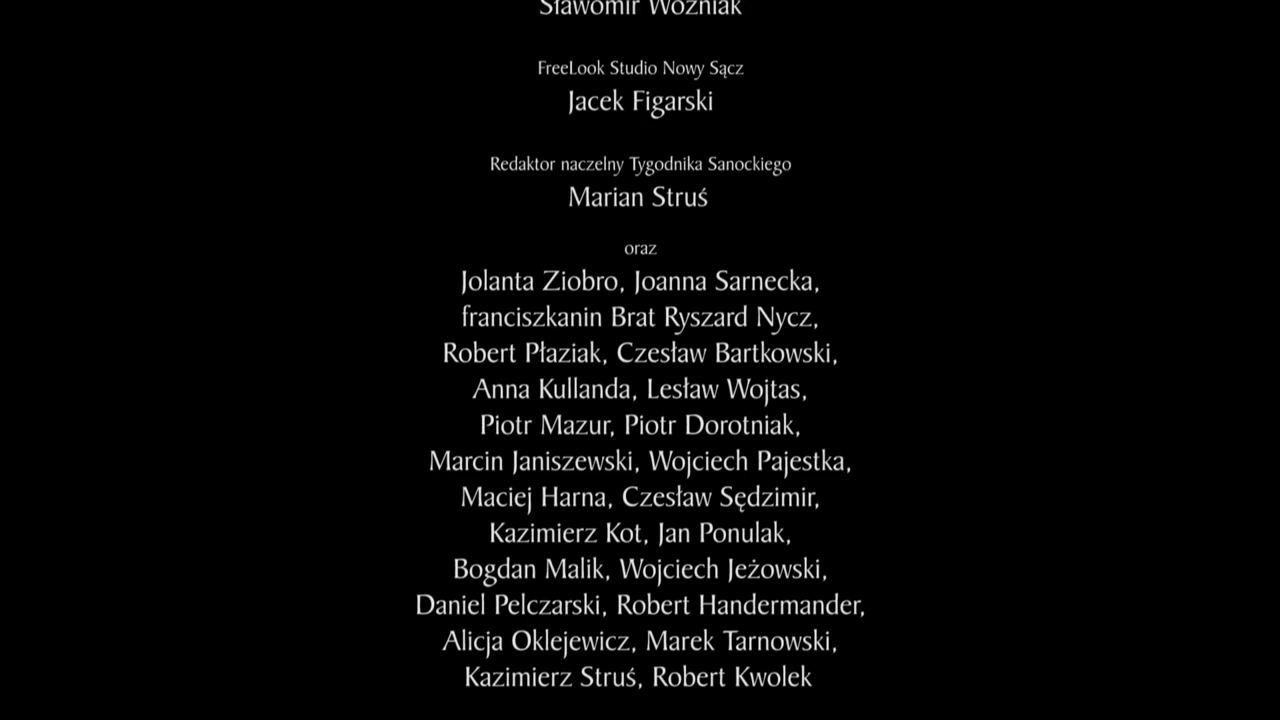 Sławomir Woźniak
FreeLook Studio Nowy Sącz
Jacek Figarski
Redaktor naczelny Tygodnika Sanockiego
Marian Struś
oraz
Jolanta Ziobro, Joanna Sarnecka,
franciszkanin Brat Ryszard Nycz,
Robert Płaziak, Czesław Bartkowski,
Anna Kullanda, Lesław Wojtas,
Piotr Mazur, Piotr Dorotniak,
Marcin Janiszewski, Wojciech Pajestka,
Maciej Harna, Czesław Sędzimir,
Kazimierz Kot, Jan Ponulak,
Bogdan Malik, Wojciech Jeżowski,
Daniel Pelczarski, Robert Handermander,
Alicja Oklejewicz, Marek Tarnowski,
Kazimierz Struś, Robert Kwolek